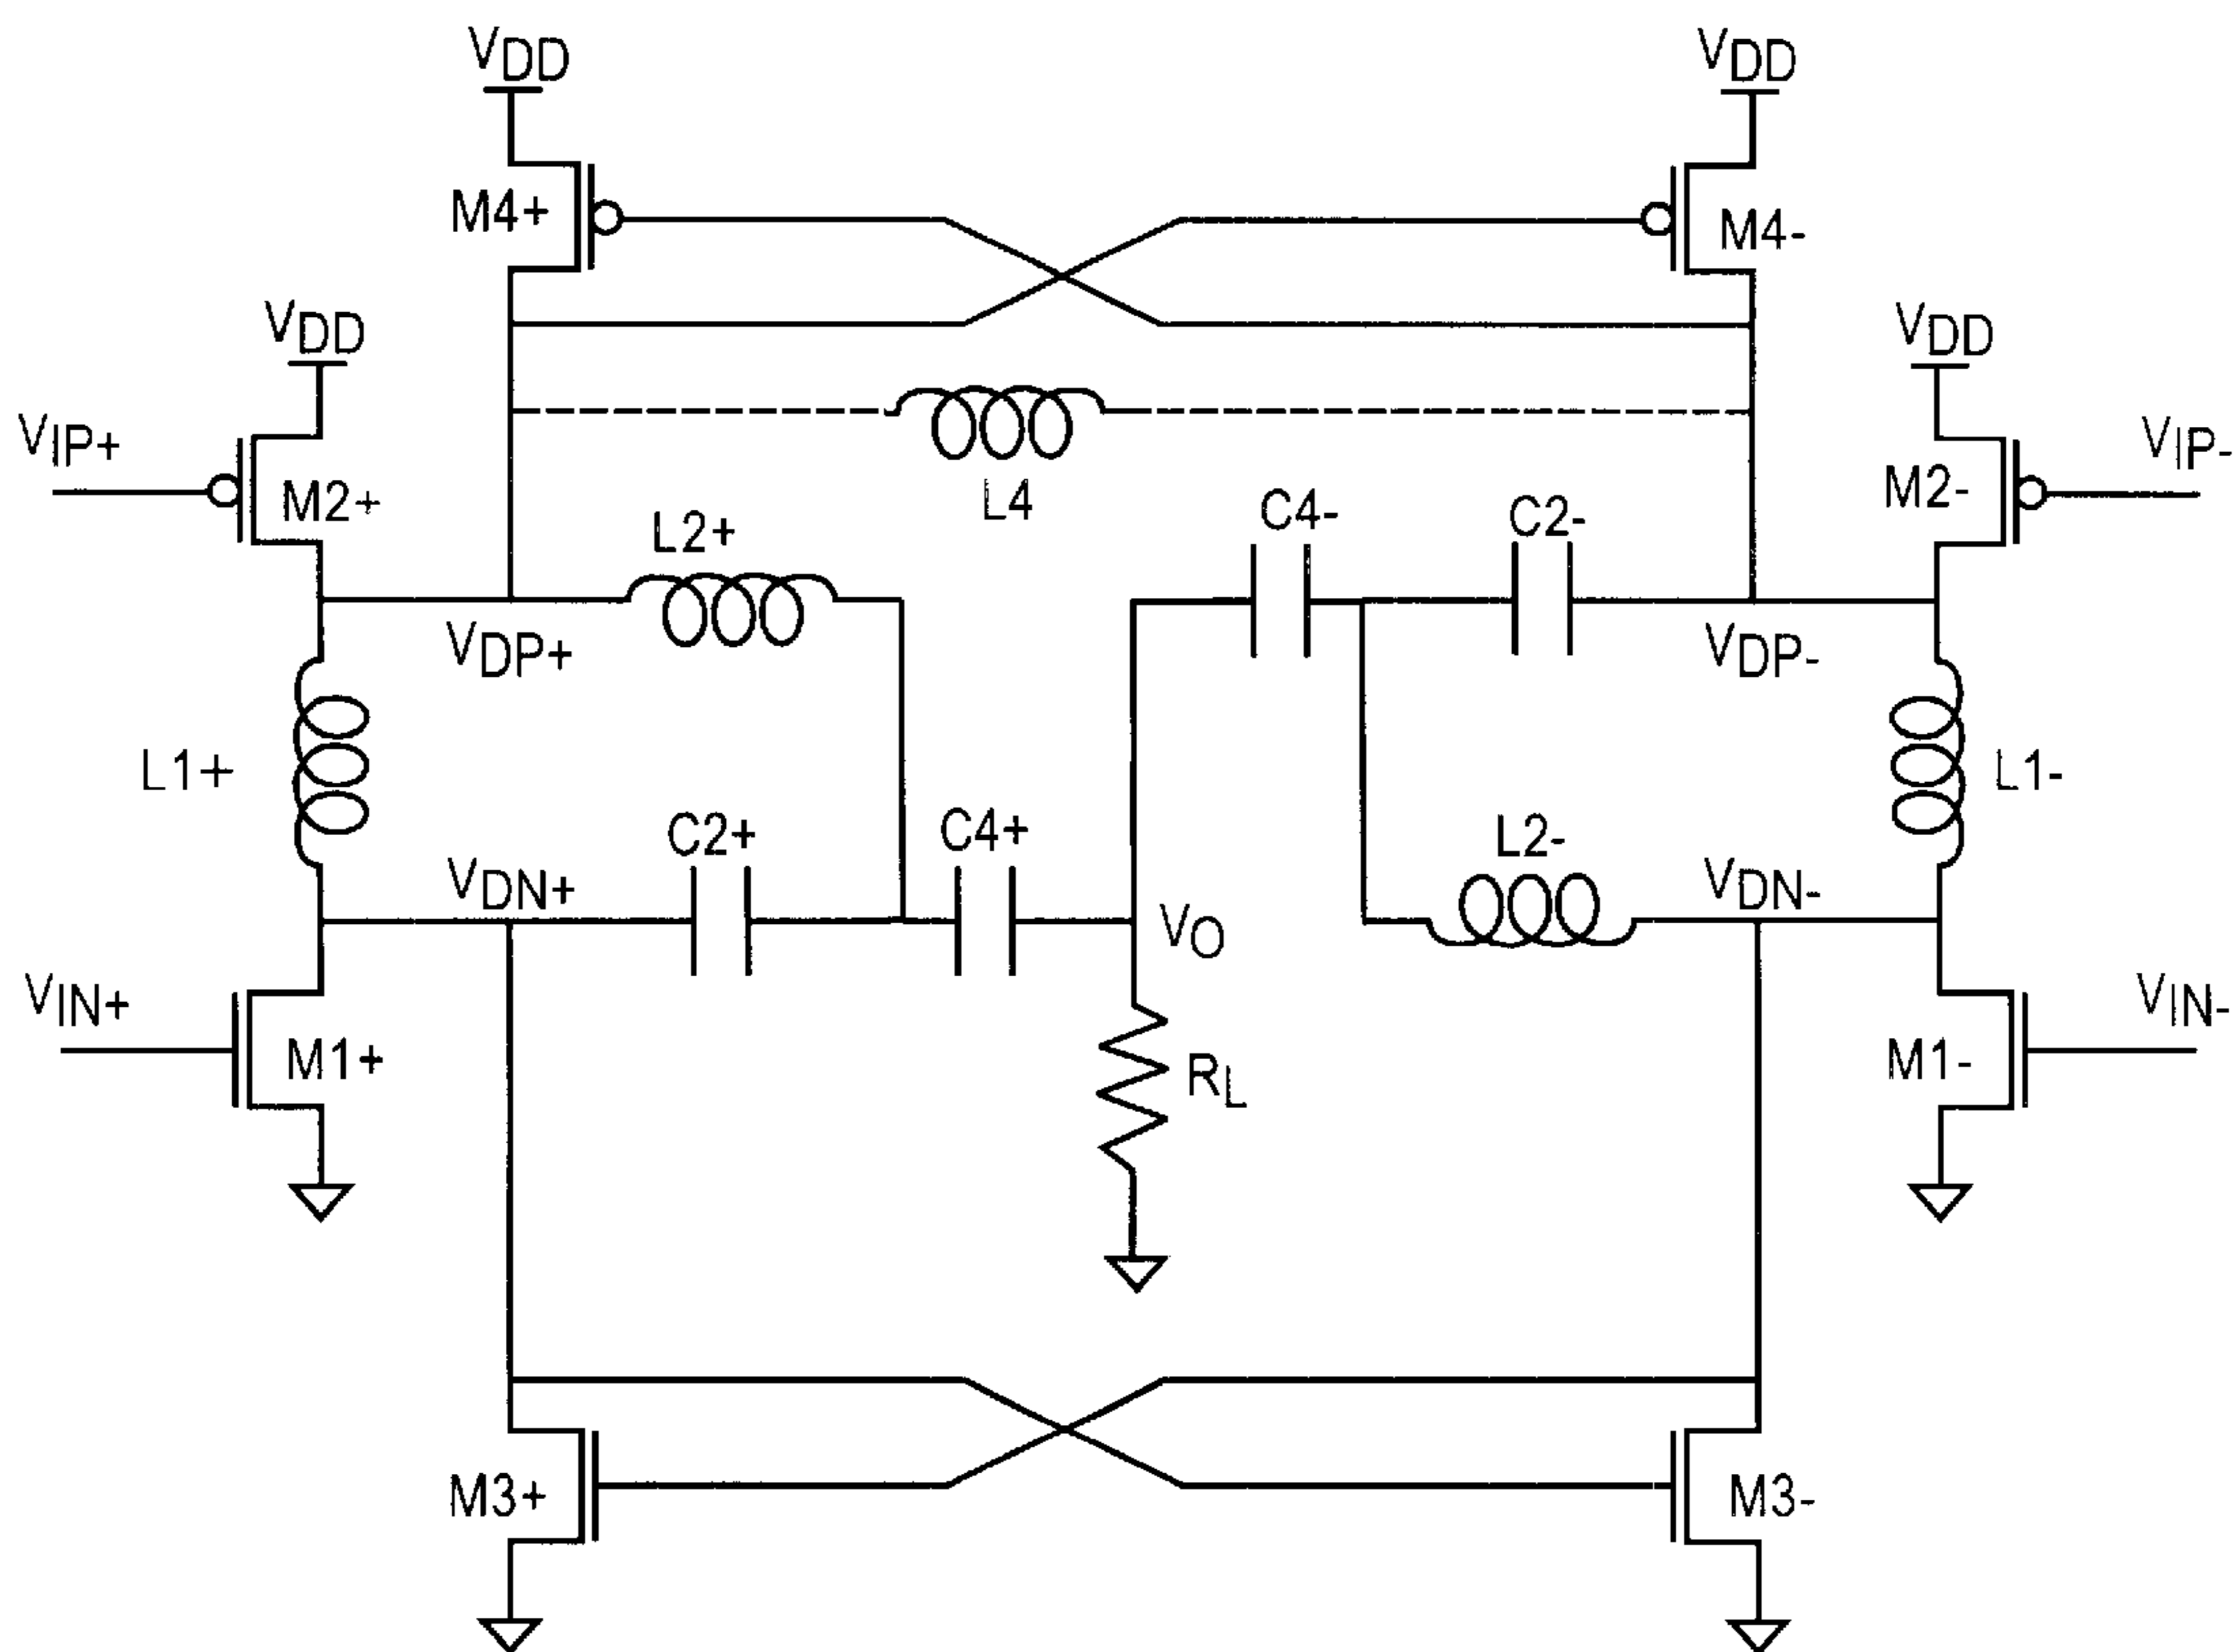 VDD
VDD
M4+
M4-
VDD
VDD
VIP+
VIP-
M2+
M2-
L4
C4-
C2-
L2+
VDP+
VDP-
L1+
L1-
C2+
C4+
L2-
VDN+
VDN-
VO
VIN+
VIN-
M1+
M1-
RL
M3+
M3-